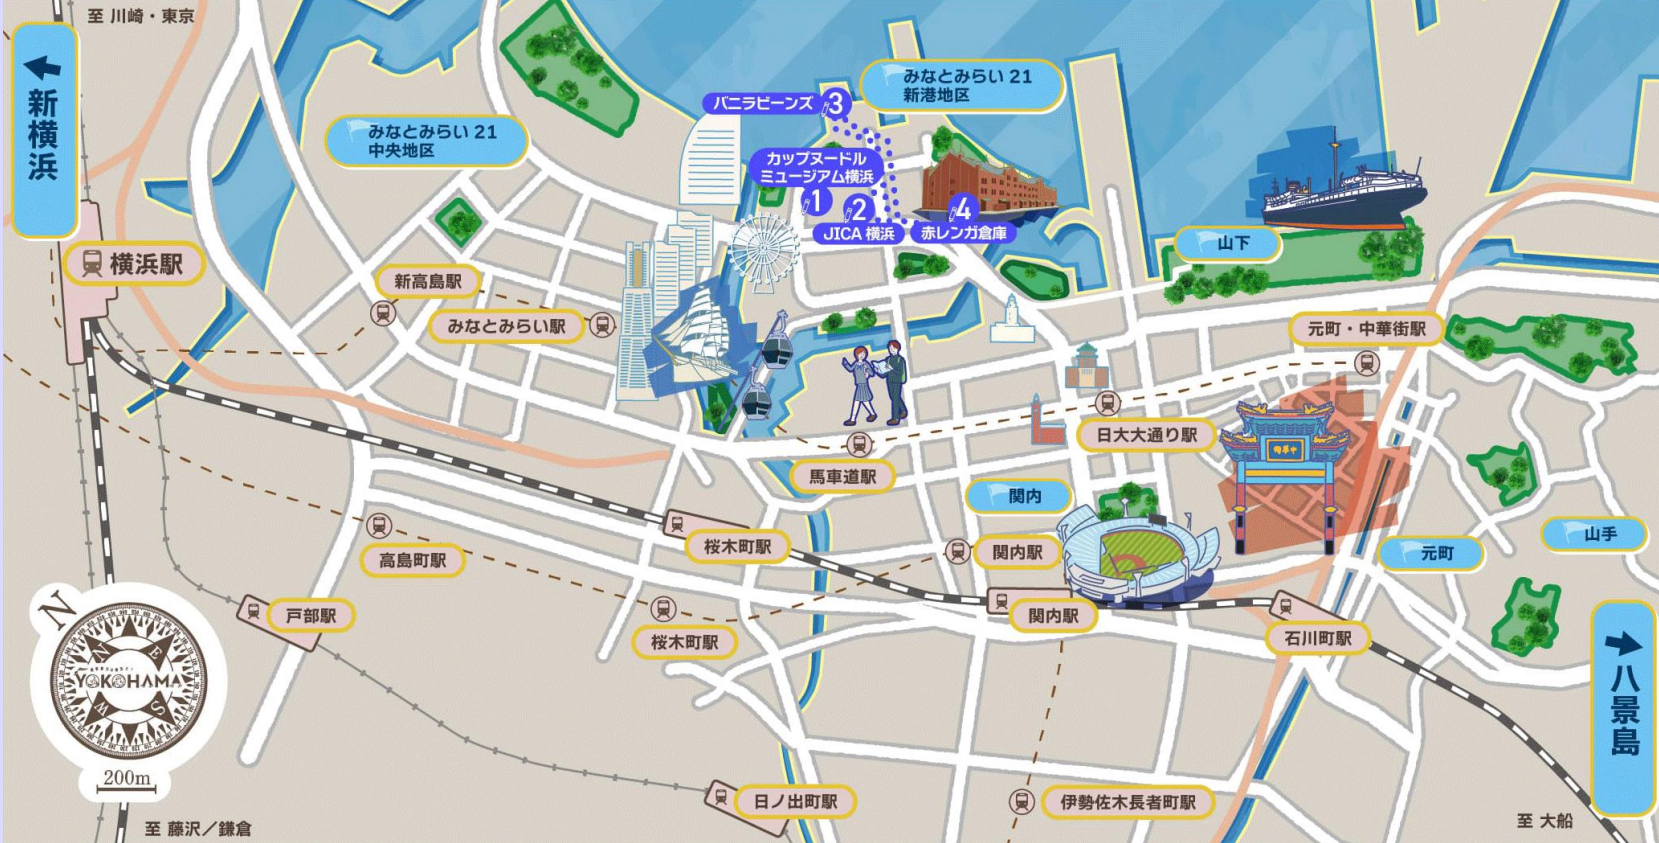 至 川崎・東京
新横浜
みなとみらい 21
中央地区
バニラビーンズ 3
みなとみらい 21
新港地区
カップヌードル
ミュージアム横浜
1
2
JICA 横浜
4
赤レンガ倉庫
山下
横浜駅
新高島駅
みなとみらい駅
元町・中華街駅
日大大通り駅
中華街
馬車道駅
関内
桜木町駅
関内駅
元町
山手
高島町駅
戸部駅
桜木町駅
関内駅
石川町駅
八景島
N
N
E
YOKOHAMA
W
S
200m
日ノ出町駅
伊勢佐木長者町駅
至 藤沢／鎌倉
至 大船